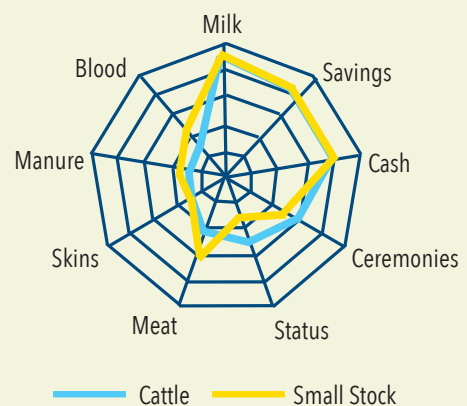 Milk
Blood
Savings
Manure
Cash
Skins
Ceremonies
Meat
Status
Cattle Small Stock